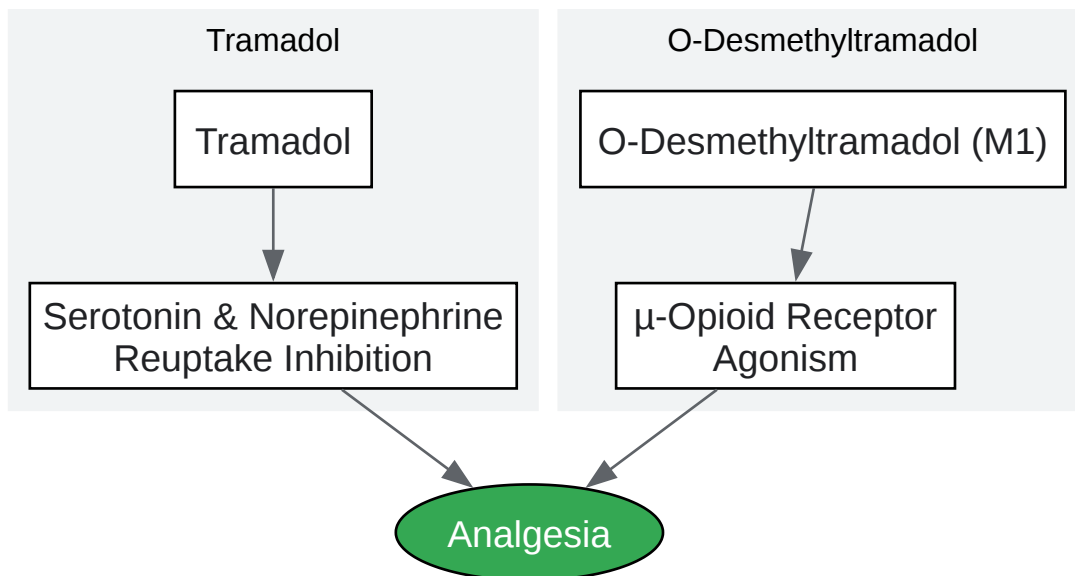 Tramadol
O-Desmethyltramadol
Tramadol
O-Desmethyltramadol (M1)
Serotonin & Norepinephrine
Reuptake Inhibition
µ-Opioid Receptor
Agonism
Analgesia